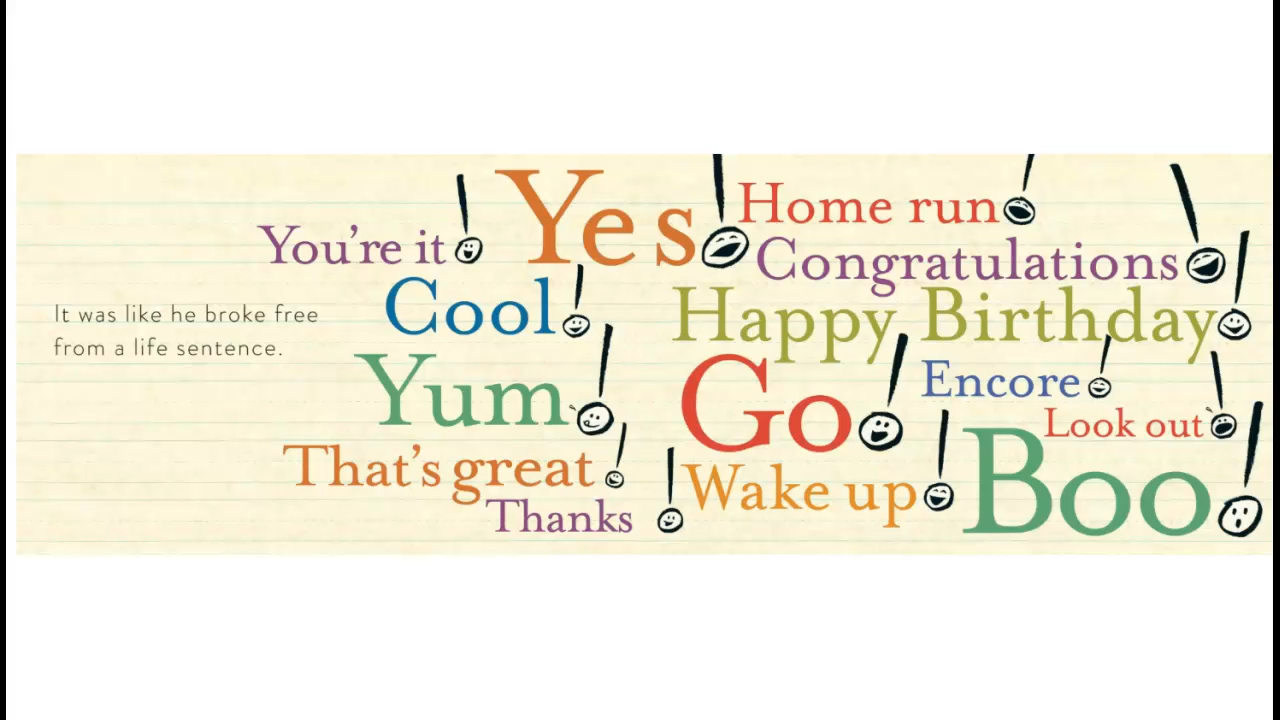 It was like he broke free
from a life sentence.
You're it!
Yes!
Home run!
Congratulations!
Cool!
Happy Birthday!
Yum!
Go!
Encore!
Look out!
That's great!
Thanks!
Wake up!
Boo!